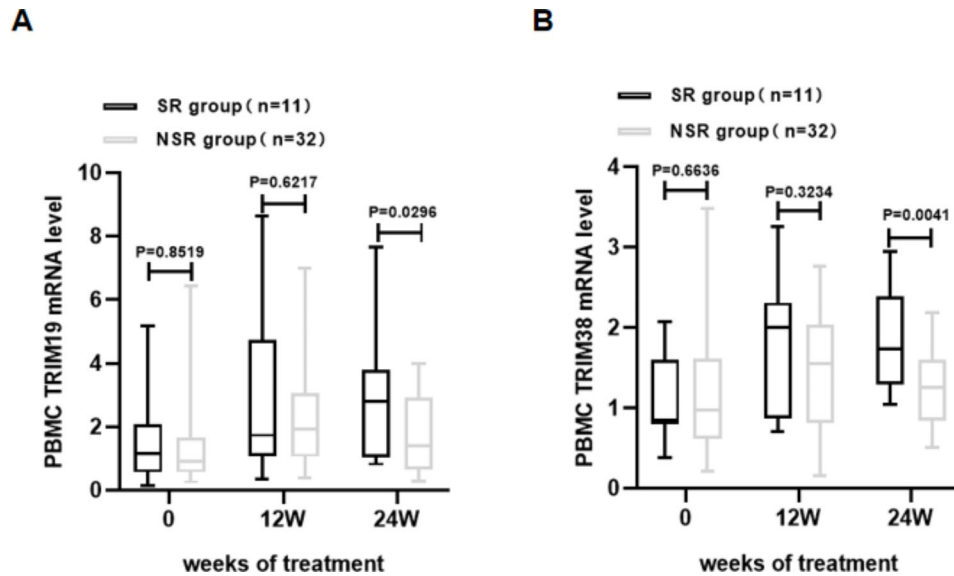 A
SR group ( n=11 )
NSR group ( n=32 )
PBMC TRIM19 mRNA level
10
8
6
4
2
0
P=0.8519
P=0.6217
P=0.0296
0
12W
24W
weeks of treatment
B
SR group ( n=11 )
NSR group ( n=32 )
PBMC TRIM38 mRNA level
4
3
2
1
0
P=0.6636
P=0.3234
P=0.0041
0
12W
24W
weeks of treatment